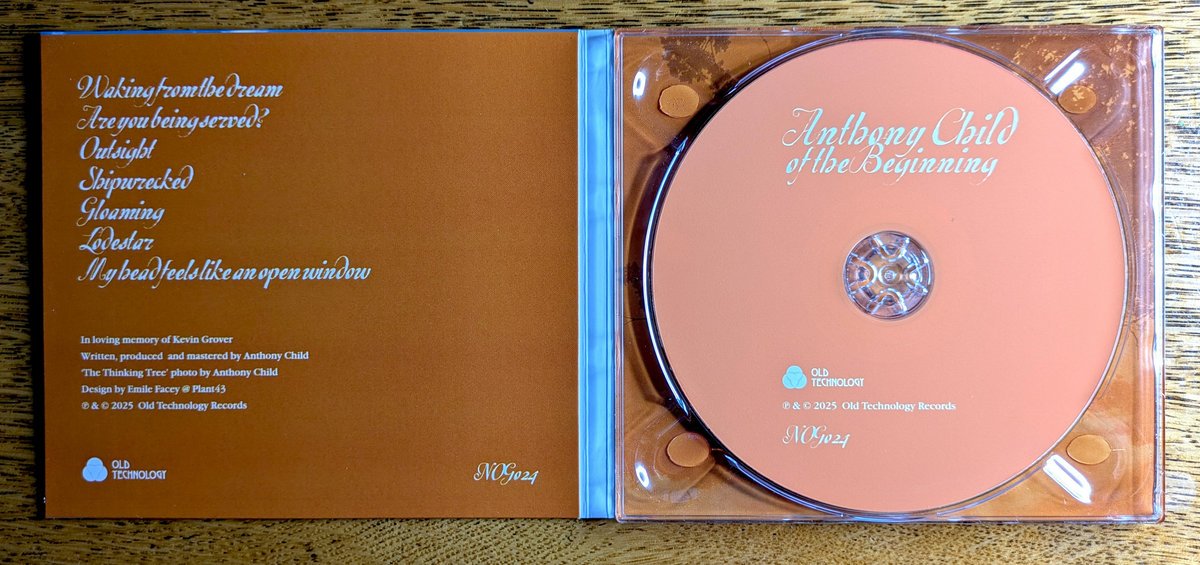 Waking from the dream
Are you being served?
Outsight
Shipwrecked
Gloaming
Lodestar
My head feels like an open window
In loving memory of Kevin Grover
Written, produced and mastered by Anthony Child
'The Thinking Tree' photo by Anthony Child
Design by Emile Facey @ Plant43
℗ & © 2025 Old Technology Records
OLD
TECHNOLOGY
NOG024
Anthony Child
of the Beginning
OLD
TECHNOLOGY
℗ & © 2025 Old Technology Records
NOG024